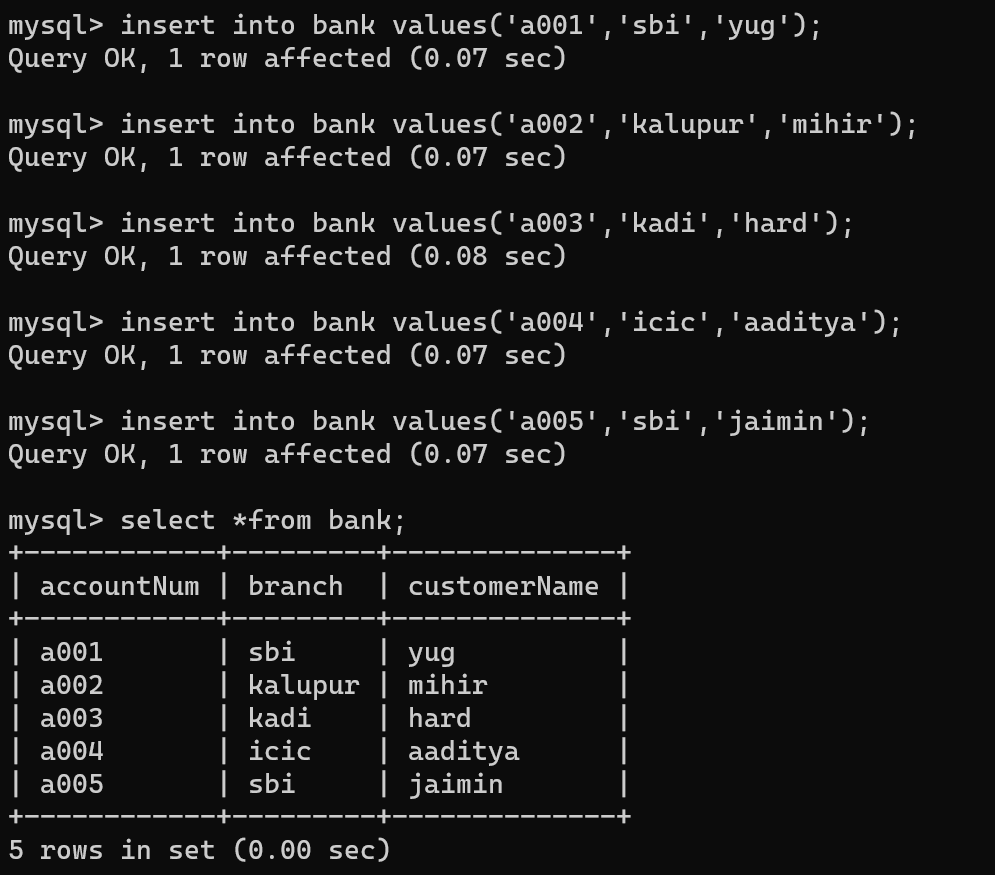 mysql> insert into bank values('a001','sbi','yug');
Query OK, 1 row affected (0.07 sec)

mysql> insert into bank values('a002','kalupur','mihir');
Query OK, 1 row affected (0.07 sec)

mysql> insert into bank values('a003','kadi','hard');
Query OK, 1 row affected (0.08 sec)

mysql> insert into bank values('a004','icic','aaditya');
Query OK, 1 row affected (0.07 sec)

mysql> insert into bank values('a005','sbi','jaimin');
Query OK, 1 row affected (0.07 sec)

mysql> select *from bank;
+------------+---------+--------------+
| accountNum | branch  | customerName |
+------------+---------+--------------+
| a001       | sbi     | yug          |
| a002       | kalupur | mihir        |
| a003       | kadi    | hard         |
| a004       | icic    | aaditya      |
| a005       | sbi     | jaimin       |
+------------+---------+--------------+
5 rows in set (0.00 sec)